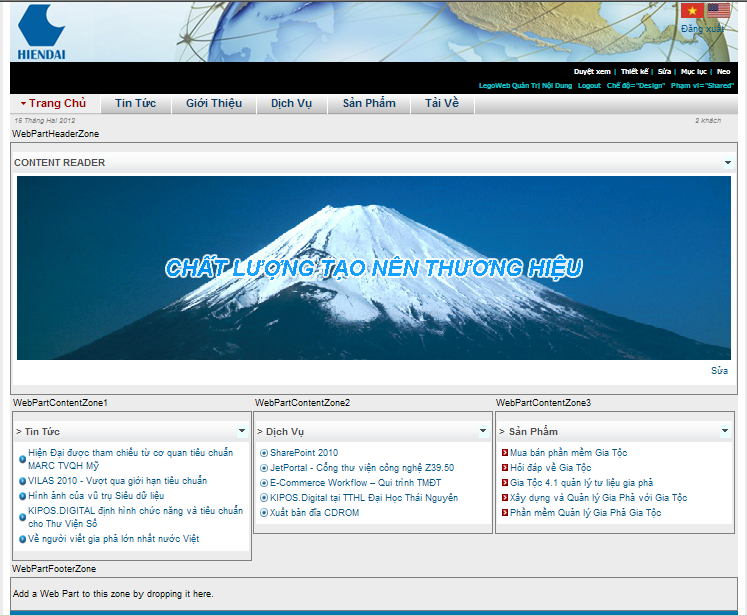 HIENDAI
Đăng xuất
Duyệt xem | Thiết kế | Sửa | Mục lục | Neo
LegoWeb Quản Trị Nội Dung Logout Chế độ="Design" Phạm vi="Shared"
Trang Chủ Tin Tức Giới Thiệu Dịch Vụ Sản Phẩm Tải Về
16 Tháng Hai 2012 2 khách
WebPartHeaderZone
CONTENT READER
CHẤT LƯỢNG TẠO NÊN THƯƠNG HIỆU
Sửa
WebPartContentZone1
> Tin Tức
Hiện Đại được tham chiếu từ cơ quan tiêu chuẩn
MARC TVQH Mỹ
VILAS 2010 - Vượt qua giới hạn tiêu chuẩn
Hình ảnh của vũ trụ Siêu dữ liệu
KIPOS.DIGITAL định hình chức năng và tiêu chuẩn
cho Thư Viện Số
Về người viết gia phả lớn nhất nước Việt
WebPartContentZone2
> Dịch Vụ
SharePoint 2010
JetPortal - Cổng thư viện công nghệ Z39.50
E-Commerce Workflow – Qui trình TMĐT
KIPOS.Digital tại TTHL Đại Học Thái Nguyên
Xuất bản đĩa CDROM
WebPartContentZone3
> Sản Phẩm
Mua bán phần mềm Gia Tộc
Hỏi đáp về Gia Tộc
Gia Tộc 4.1 quản lý tư liệu gia phả
Xây dựng và Quản lý Gia Phả với Gia Tộc
Phần mềm Quản lý Gia Phả Gia Tộc
WebPartFooterZone
Add a Web Part to this zone by dropping it here.